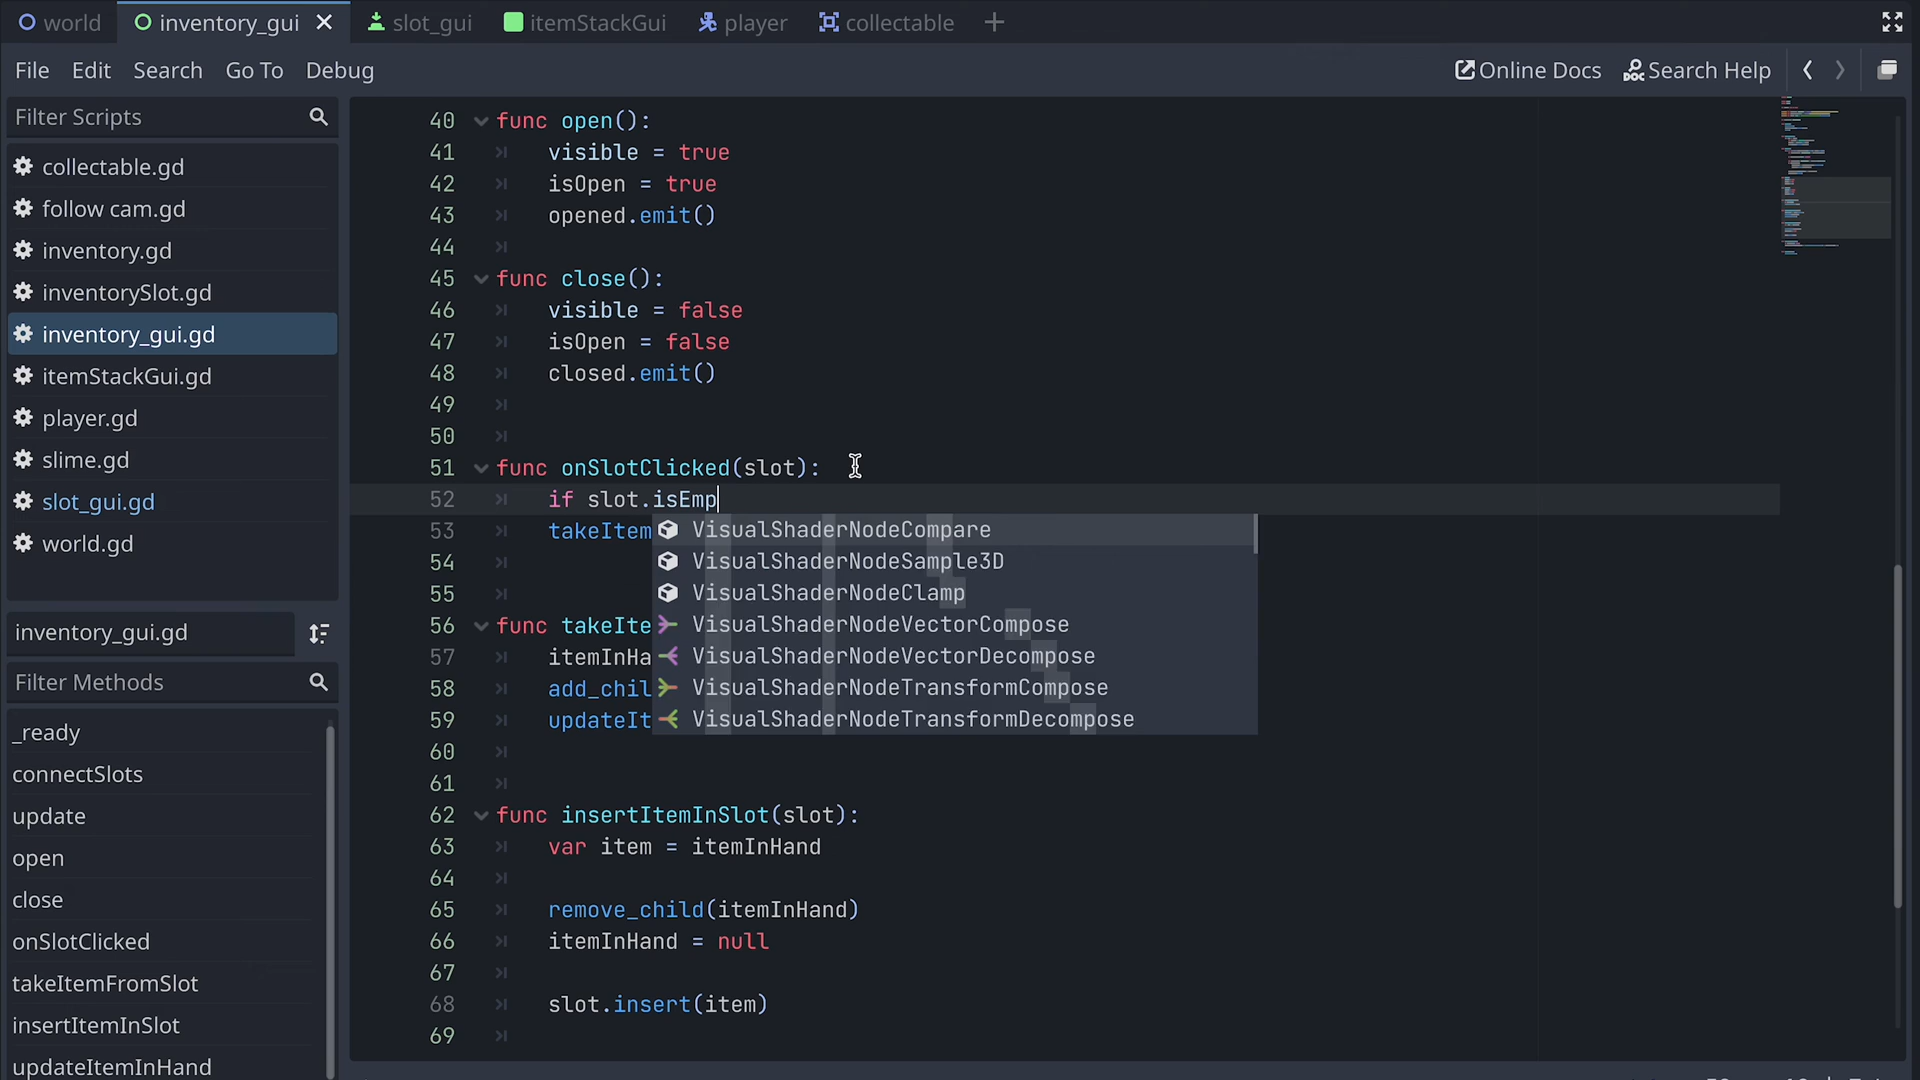 world
inventory_gui
slot_gui
itemStackGui
player
collectable
File Edit Search Go To Debug
Online Docs
Search Help
Filter Scripts
collectable.gd
follow cam.gd
inventory.gd
inventorySlot.gd
inventory_gui.gd
itemStackGui.gd
player.gd
slime.gd
slot_gui.gd
world.gd
inventory_gui.gd
Filter Methods
_ready
connectSlots
update
open
close
onSlotClicked
takeItemFromSlot
insertItemInSlot
updateItemInHand
40 func open():
41 visible = true
42 isOpen = true
43 opened.emit()
44
45 func close():
46 visible = false
47 isOpen = false
48 closed.emit()
49
50
51 func onSlotClicked(slot):
52 if slot.isEmp
53 takeItem
54
55
56 func takeIte
57 itemInHa
58 add_chil
59 updateIt
60
61
62 func insertItemInSlot(slot):
63 var item = itemInHand
64
65 remove_child(itemInHand)
66 itemInHand = null
67
68 slot.insert(item)
69
VisualShaderNodeCompare
VisualShaderNodeSample3D
VisualShaderNodeClamp
VisualShaderNodeVectorCompose
VisualShaderNodeVectorDecompose
VisualShaderNodeTransformCompose
VisualShaderNodeTransformDecompose